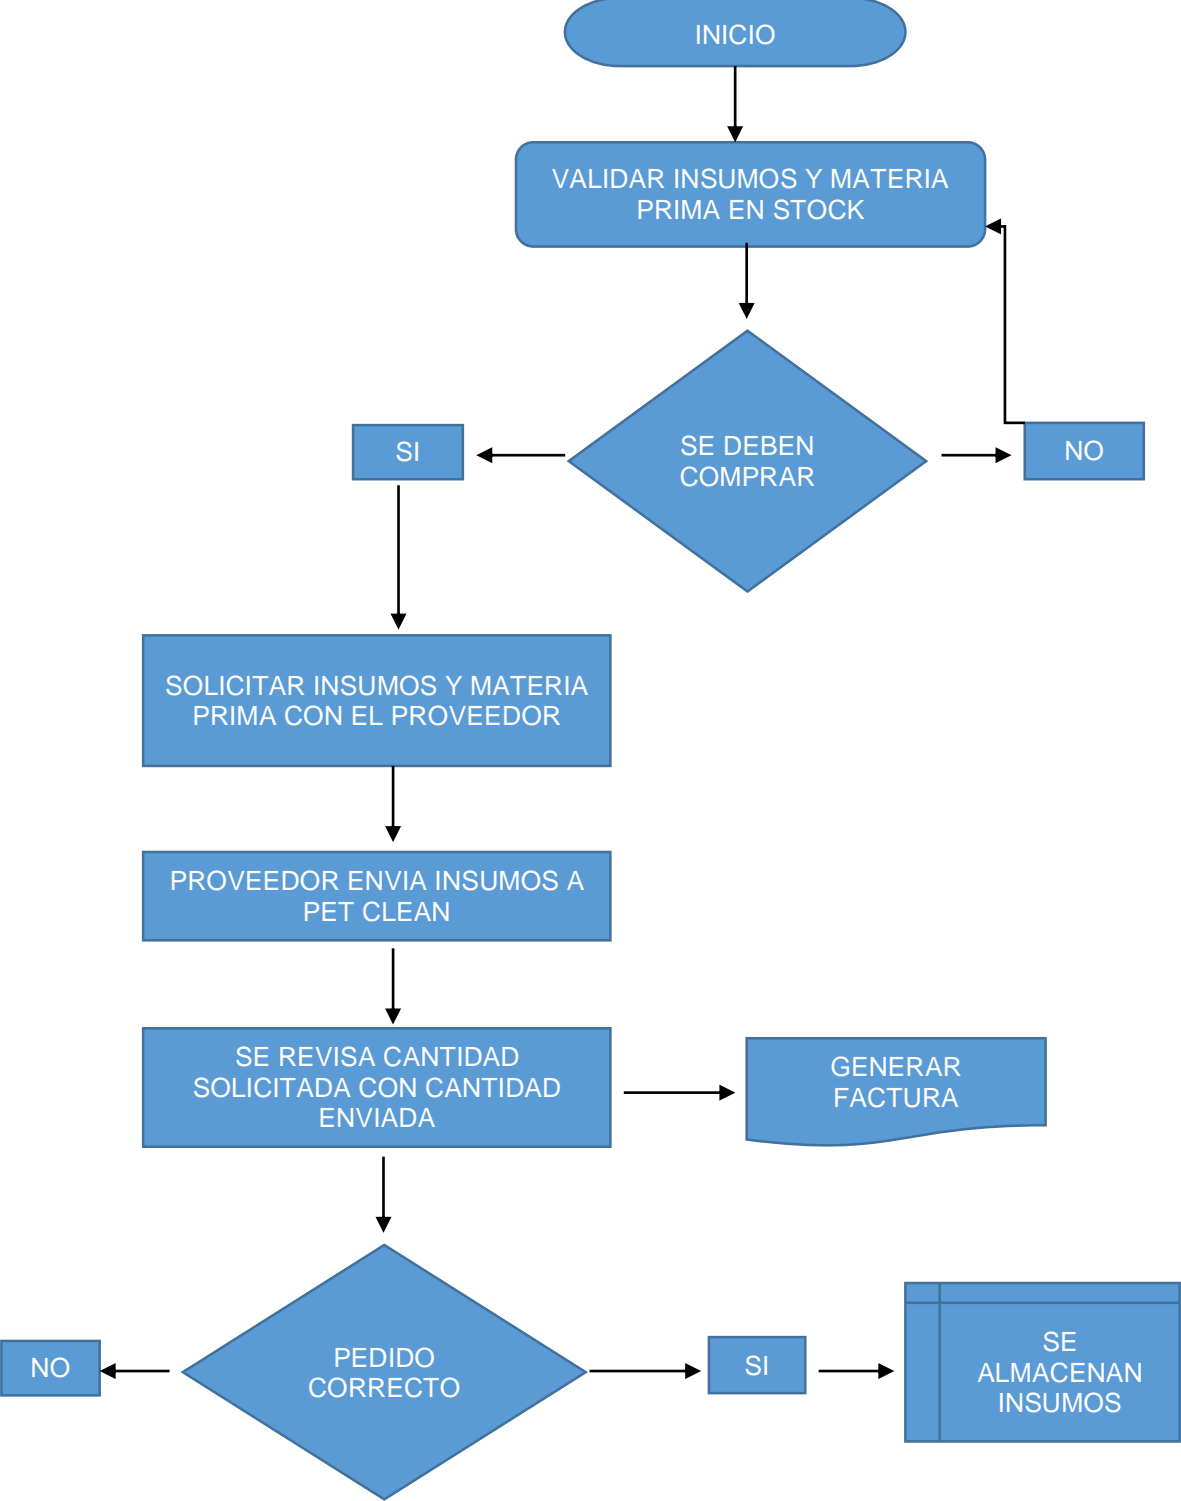 INICIO
VALIDAR INSUMOS Y MATERIA
PRIMA EN STOCK
SE DEBEN
COMPRAR
SI
NO
SOLICITAR INSUMOS Y MATERIA
PRIMA CON EL PROVEEDOR
PROVEEDOR ENVIA INSUMOS A
PET CLEAN
SE REVISA CANTIDAD
SOLICITADA CON CANTIDAD
ENVIADA
GENERAR
FACTURA
PEDIDO
CORRECTO
NO
SI
SE
ALMACENAN
INSUMOS